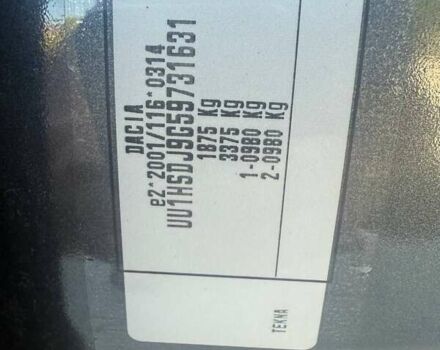 DACIA
e2*2001/116*0314
UU1HSDJ9G59731631
1875 Kg
3375 Kg
1-0980 Kg
2-0980 Kg
TEKNA